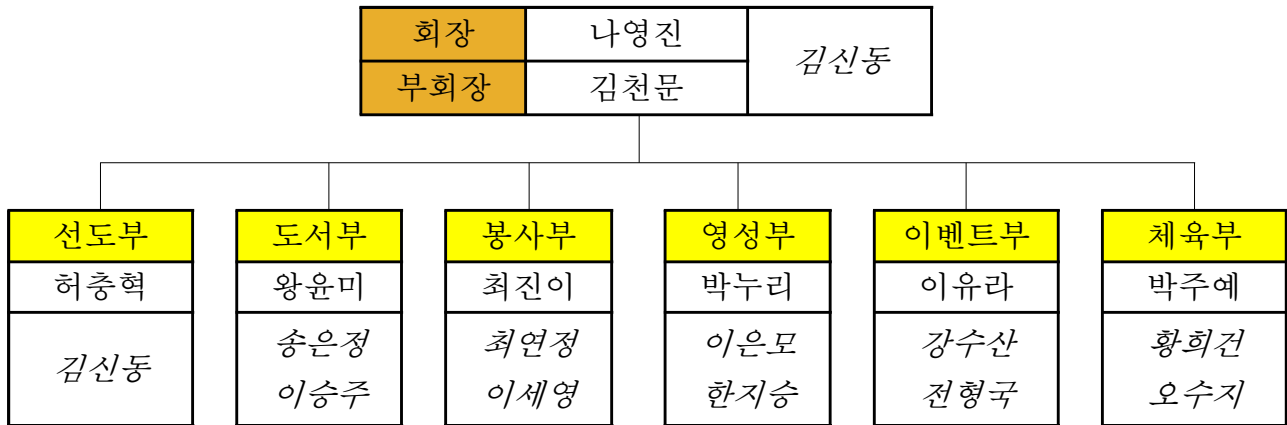 회장 나영진 김신동
부회장 김천문
선도부 도서부 봉사부 영성부 이벤트부 체육부
허충혁 왕윤미 최진이 박누리 이유라 박주예
김신동 송은정 최연정 이은모 강수산 황희건
이승주 이세영 한지승 전형국 오수지